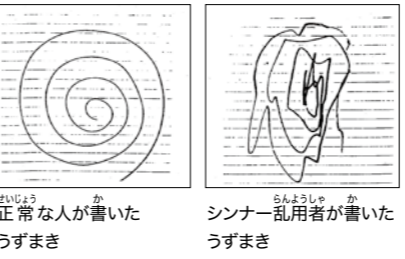 正常な人が書いた
うずまき
シンナー乱用者が書いた
うずまき